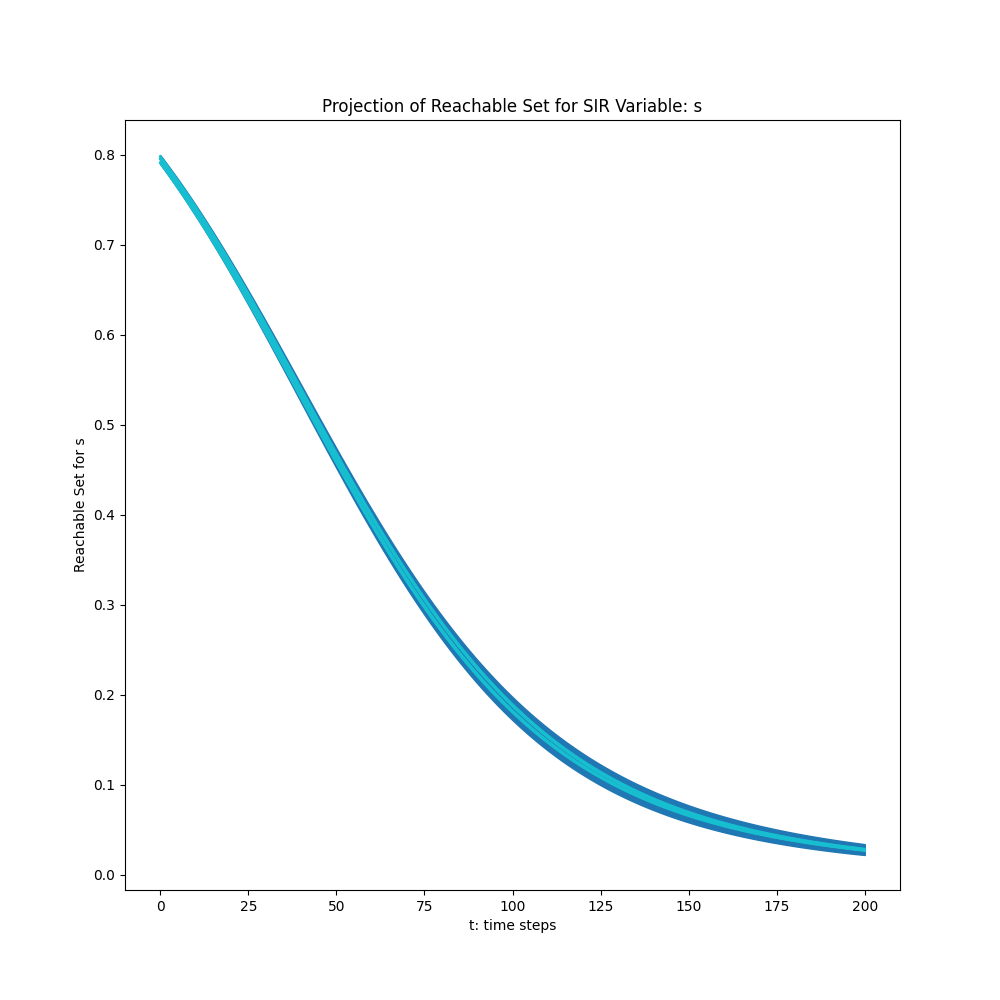 Projection of Reachable Set for SIR Variable: s
0.8
0.7
0.6
0.5
0.4
0.3
0.2
0.1
0.0
Reachable Set for s
0 25 50 75 100 125 150 175 200
t: time steps